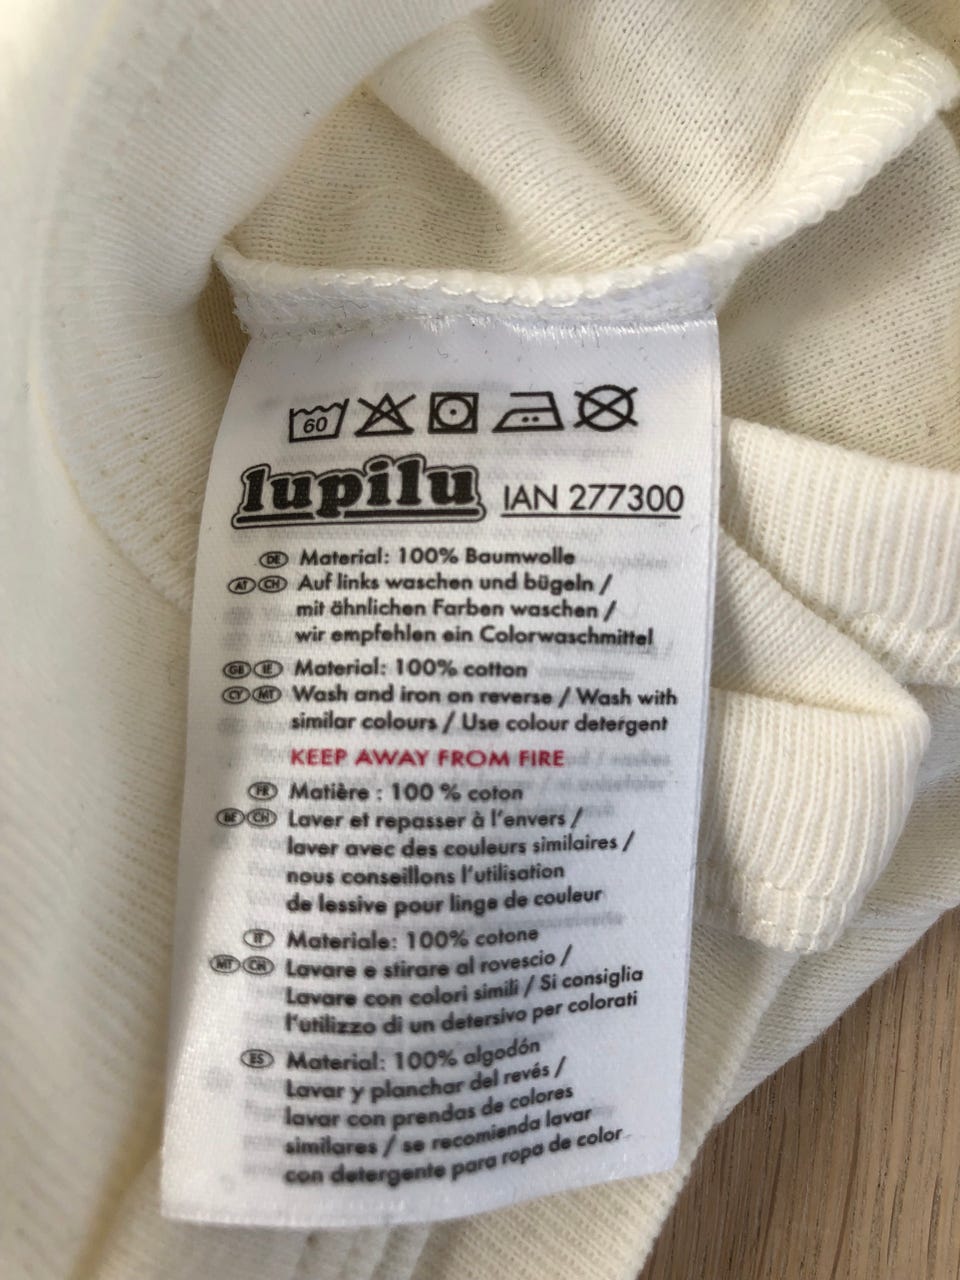 60
lupilu IAN 277300
DE Material: 100% Baumwolle
AT CH Auf links waschen und bügeln /
mit ähnlichen Farben waschen /
wir empfehlen ein Colorwaschmittel
GB IE Material: 100% cotton
CY MT Wash and iron on reverse / Wash with
similar colours / Use colour detergent
KEEP AWAY FROM FIRE
FR Matière : 100 % coton
BE CH Laver et repasser à l'envers /
laver avec des couleurs similaires /
nous conseillons l'utilisation
de lessive pour linge de couleur
IT Materiale: 100% cotone
MT CH Lavare e stirare al rovescio /
Lavare con colori simili / Si consiglia
l'utilizzo di un detersivo per colorati
ES Material: 100% algodón
Lavar y planchar del revés /
lavar con prendas de colores
similares / se recomienda lavar
con detergente para ropa de color